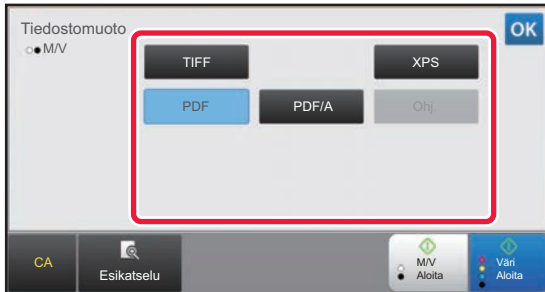 Tiedostomuoto
M/V
OK
TIFF
XPS
PDF
PDF/A
Ohj.
CA
Esikatselu
M/V
Aloita
Väri
Aloita